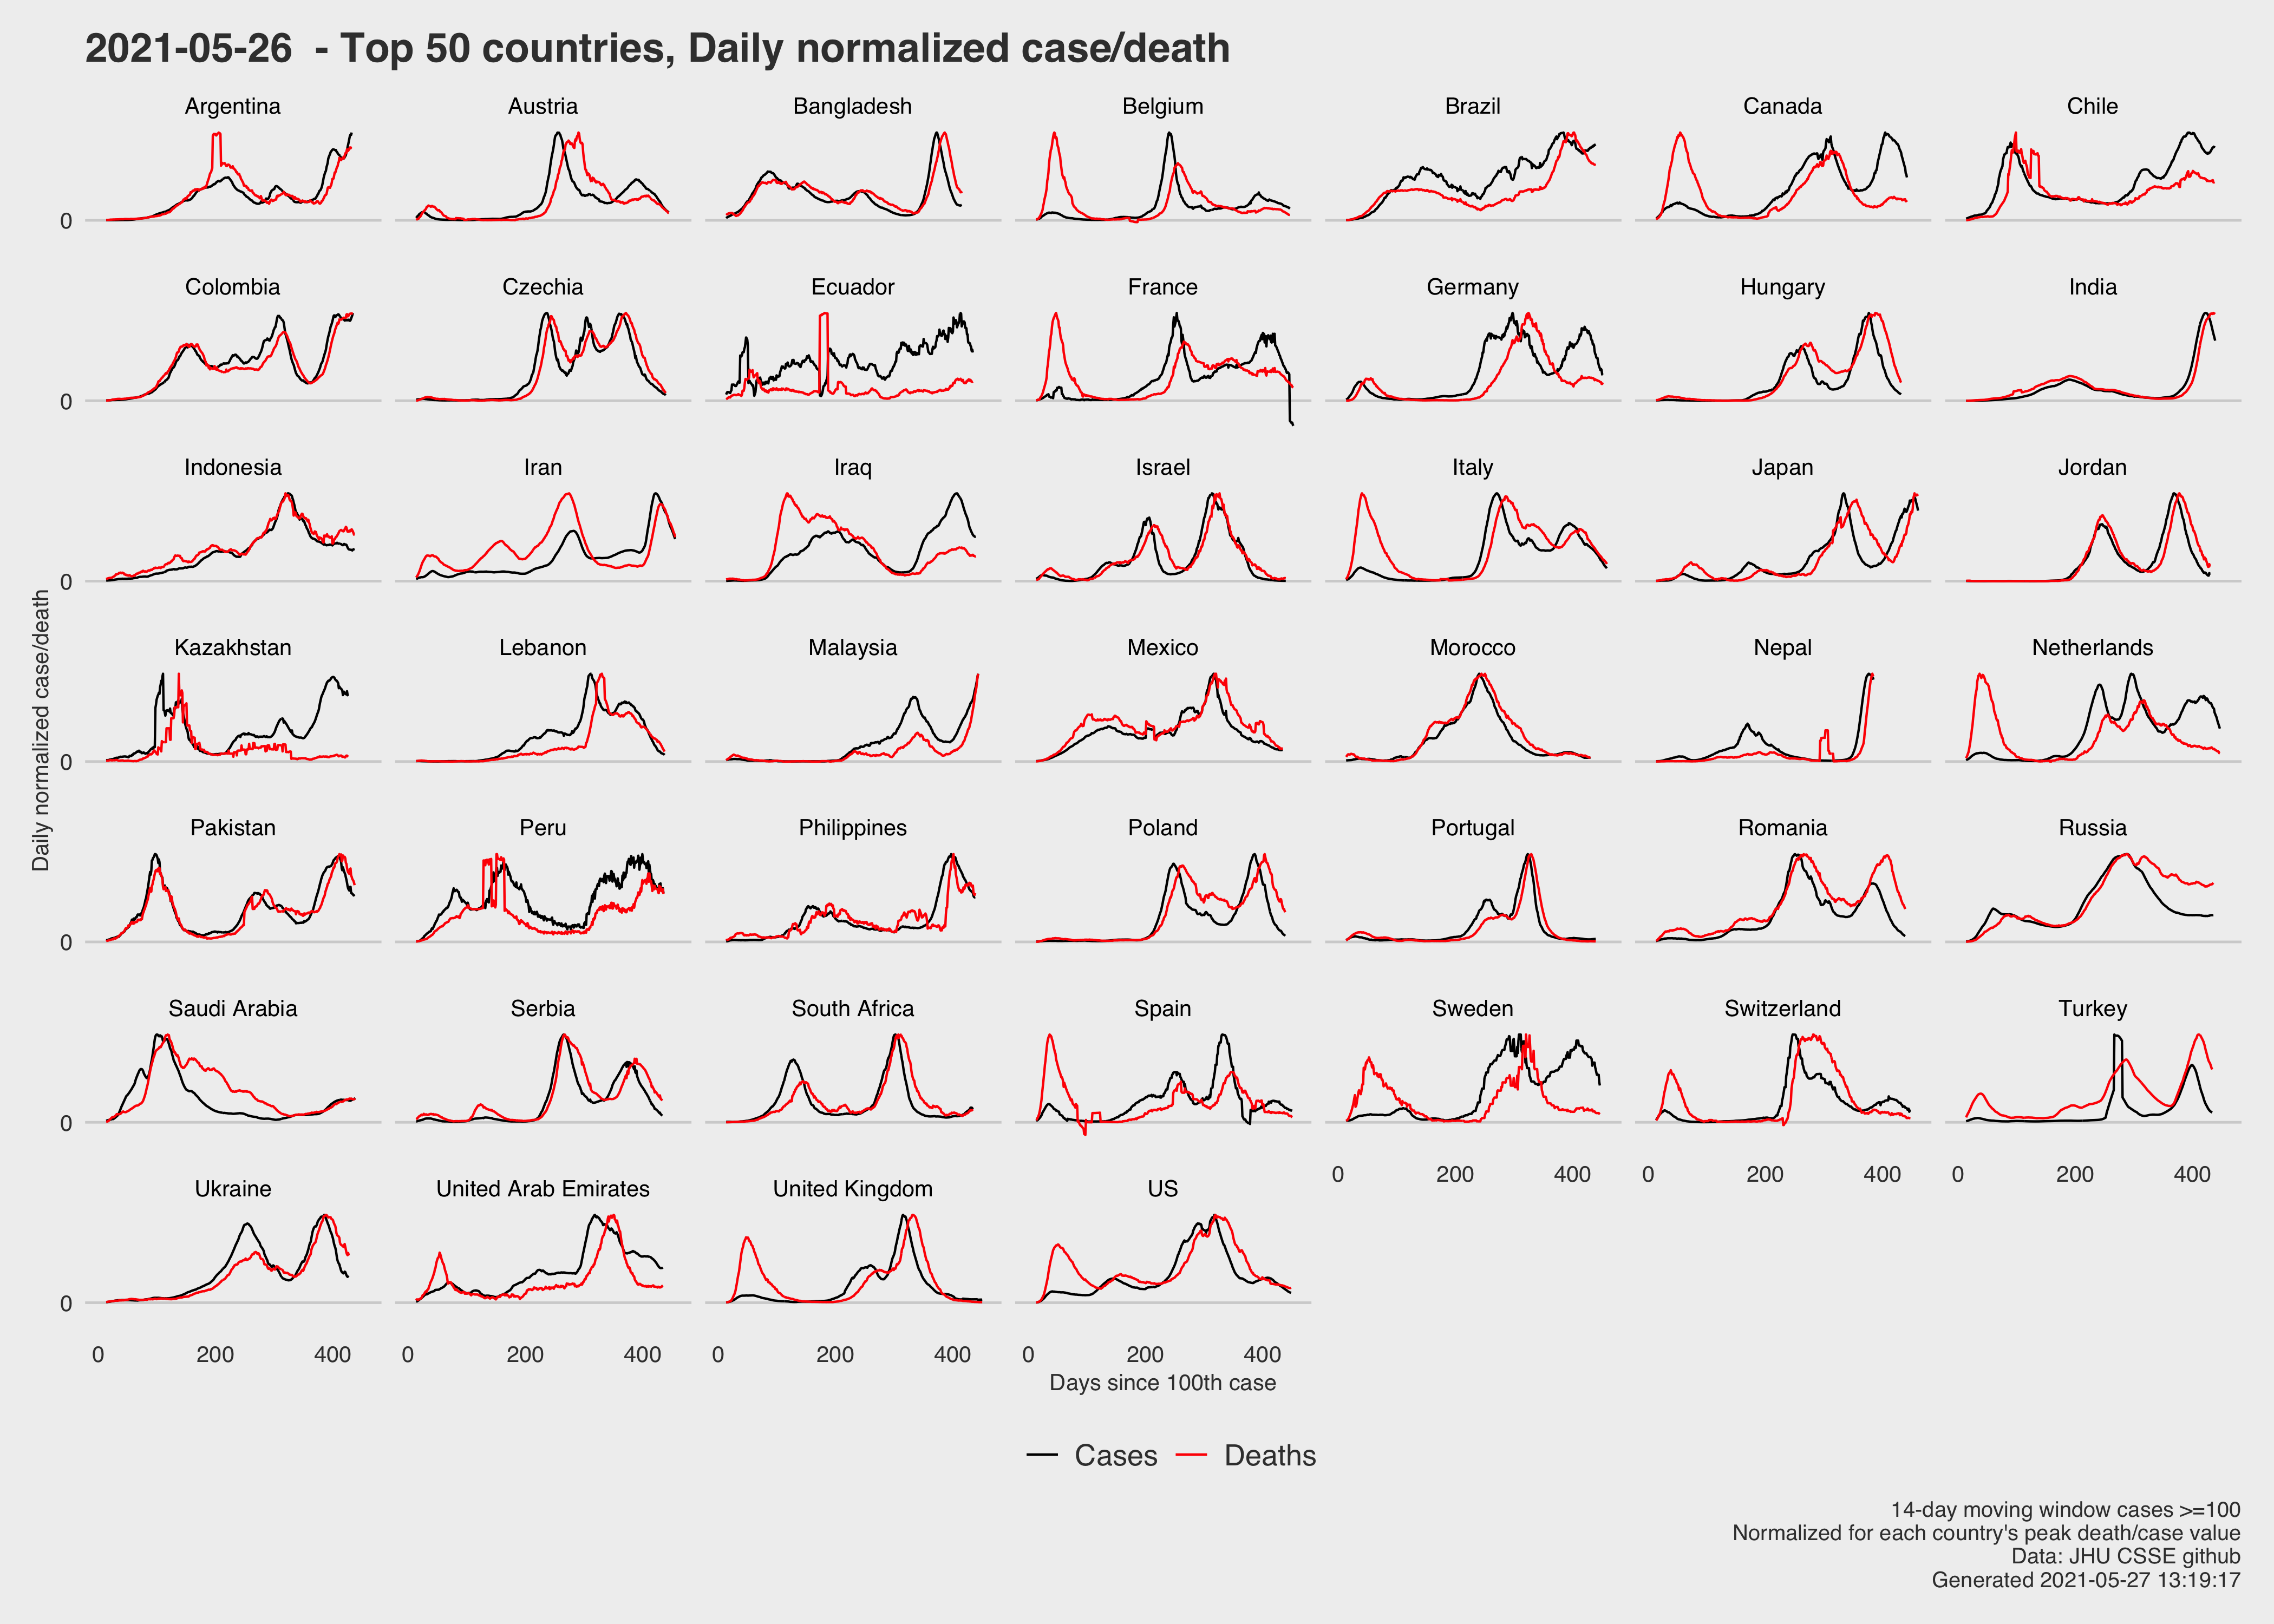 2021-05-26  - Top 50 countries, Daily normalized case/death
Argentina
Austria
Bangladesh
Belgium
Brazil
Canada
Chile
0
Colombia
Czechia
Ecuador
France
Germany
Hungary
India
0
Indonesia
Iran
Iraq
Israel
Italy
Japan
Jordan
0
Daily normalized case/death
Kazakhstan
Lebanon
Malaysia
Mexico
Morocco
Nepal
Netherlands
0
Pakistan
Peru
Philippines
Poland
Portugal
Romania
Russia
0
Saudi Arabia
Serbia
South Africa
Spain
Sweden
Switzerland
Turkey
0
0 200 400
0 200 400
0 200 400
Ukraine
United Arab Emirates
United Kingdom
US
0
0 200 400
0 200 400
0 200 400
0 200 400
Days since 100th case
Cases
Deaths
14-day moving window cases >=100
Normalized for each country's peak death/case value
Data: JHU CSSE github
Generated 2021-05-27 13:19:17